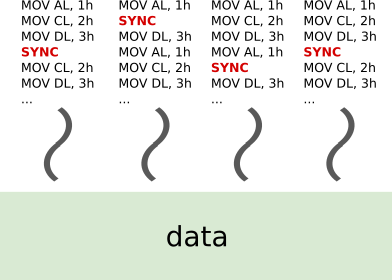 MOV AL, 1h
MOV CL, 2h
MOV DL, 3h
SYNC
MOV CL, 2h
MOV DL, 3h
...
MOV AL, 1h
SYNC
MOV DL, 3h
MOV AL, 1h
MOV CL, 2h
MOV DL, 3h
...
MOV AL, 1h
MOV CL, 2h
MOV DL, 3h
MOV AL, 1h
SYNC
MOV DL, 3h
...
MOV AL, 1h
MOV CL, 2h
MOV DL, 3h
SYNC
MOV CL, 2h
MOV DL, 3h
...
data